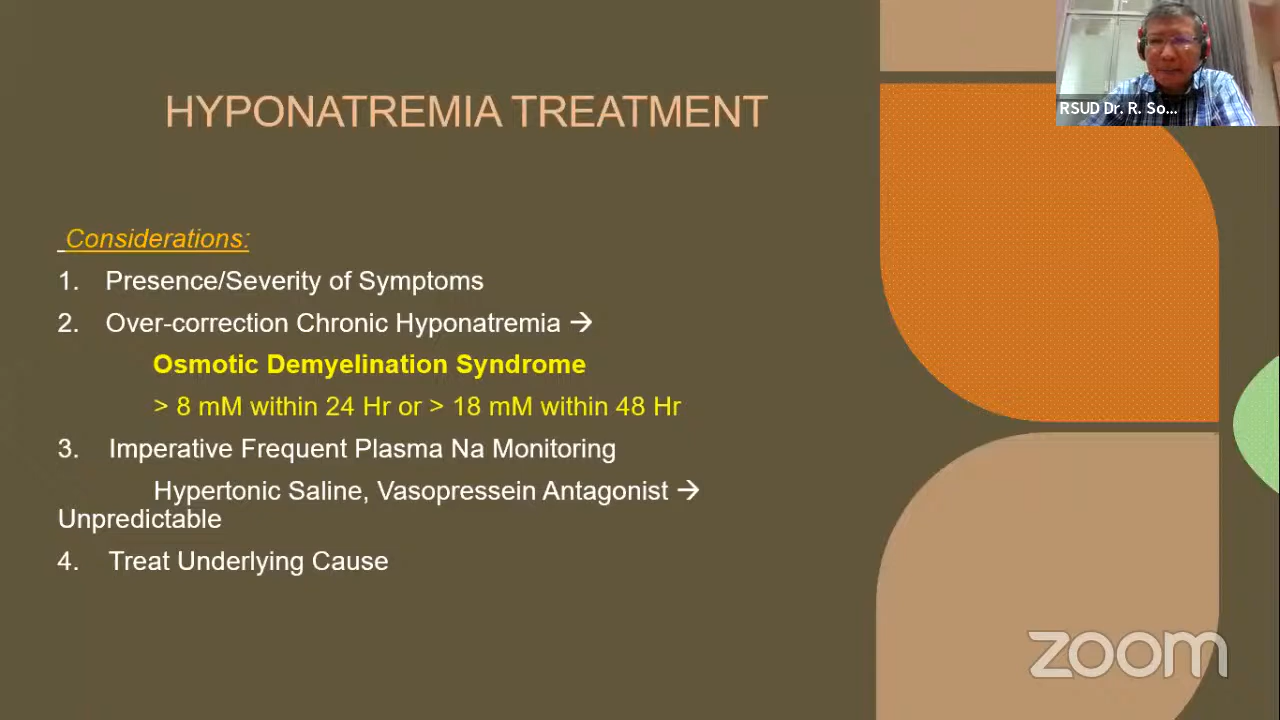 RSUD Dr. R. So...
HYPONATREMIA TREATMENT
Considerations:
1. Presence/Severity of Symptoms
2. Over-correction Chronic Hyponatremia →
Osmotic Demyelination Syndrome
> 8 mM within 24 Hr or > 18 mM within 48 Hr
3. Imperative Frequent Plasma Na Monitoring
Hypertonic Saline, Vasopressein Antagonist →
Unpredictable
4. Treat Underlying Cause
zoom